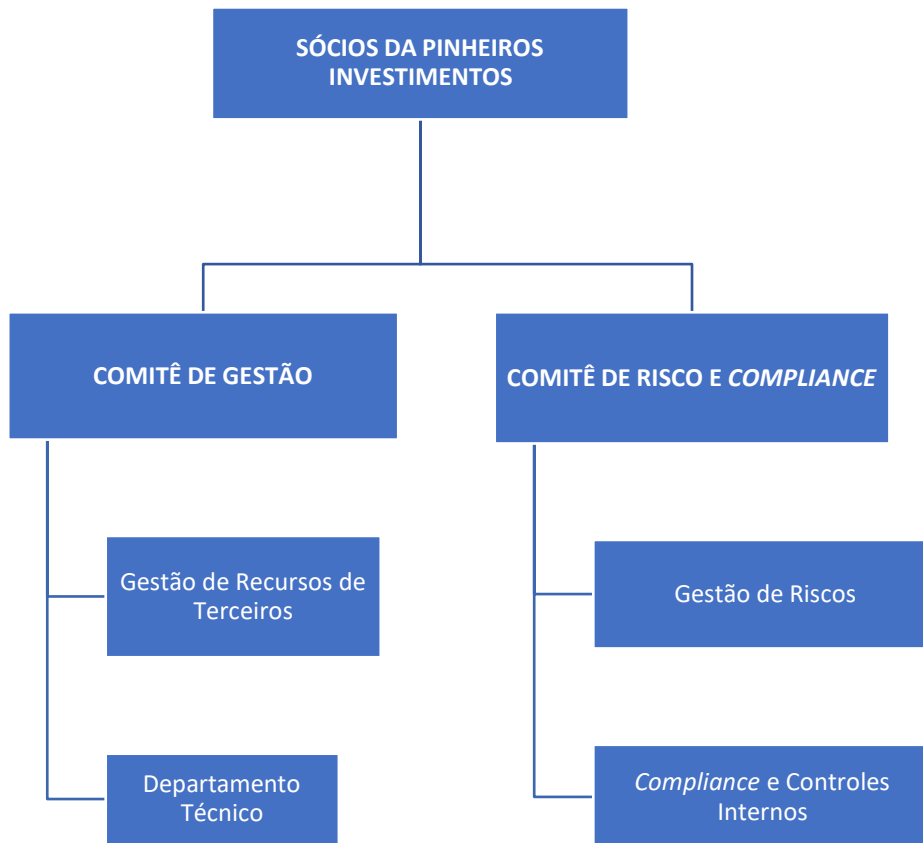 SÓCIOS DA PINHEIROS
INVESTIMENTOS
COMITÊ DE GESTÃO
COMITÊ DE RISCO E COMPLIANCE
Gestão de Recursos de
Terceiros
Gestão de Riscos
Departamento
Técnico
Compliance e Controles
Internos